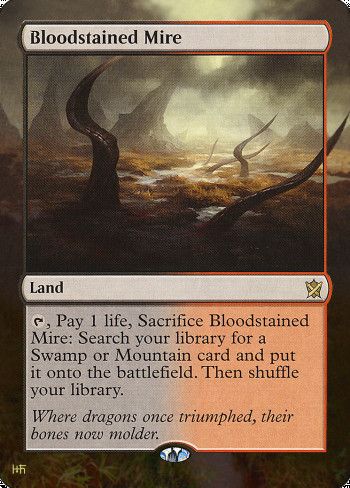 Bloodstained Mire
Land
, Pay 1 life, Sacrifice Bloodstained
Mire: Search your library for a
Swamp or Mountain card and put
it onto the battlefield. Then shuffle
your library.
Where dragons once triumphed, their
bones now molder.